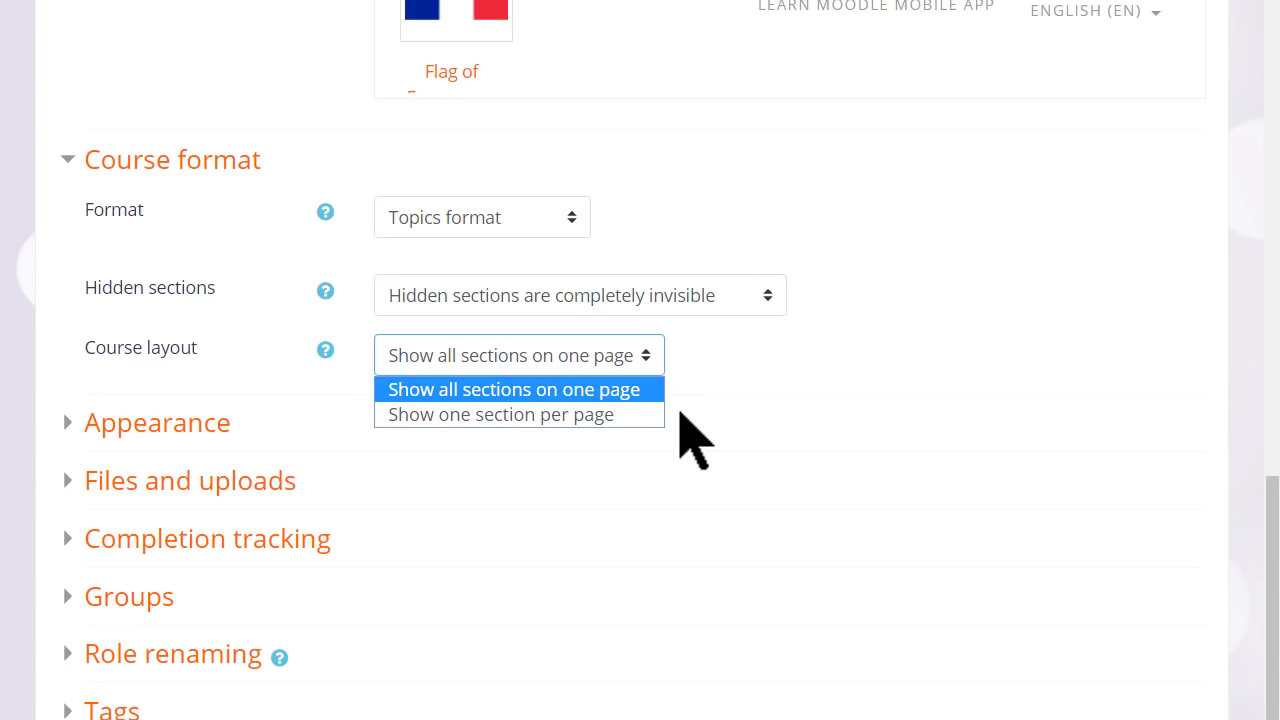 LEARN MOODLE MOBILE APP
ENGLISH (EN)
Flag of
Course format
Format
Topics format
Hidden sections
Hidden sections are completely invisible
Course layout
Show all sections on one page
Show all sections on one page
Show one section per page
Appearance
Files and uploads
Completion tracking
Groups
Role renaming
Tags